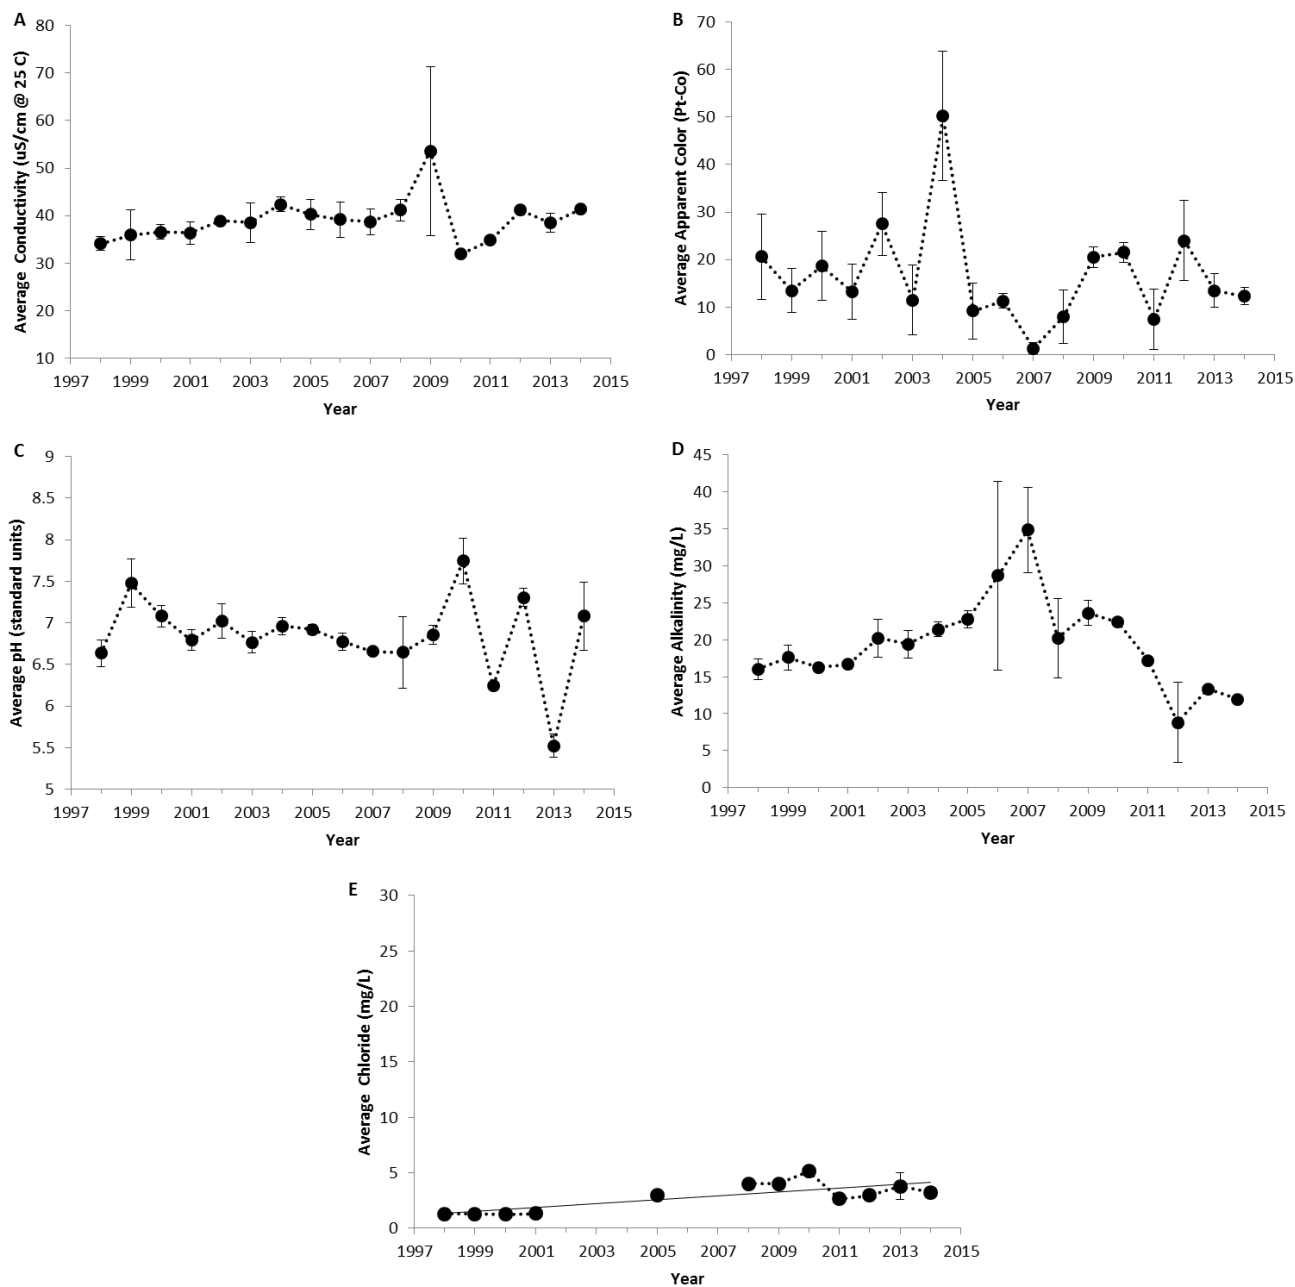 A
Average Conductivity (uS/cm @ 25 C)
80
70
60
50
40
30
20
10
1997 1999 2001 2003 2005 2007 2009 2011 2013 2015
Year
B
Average Apparent Color (Pt-Co)
70
60
50
40
30
20
10
0
1997 1999 2001 2003 2005 2007 2009 2011 2013 2015
Year
C
Average pH (standard units)
9
8.5
8
7.5
7
6.5
6
5.5
5
1997 1999 2001 2003 2005 2007 2009 2011 2013 2015
Year
D
Average Alkalinity (mg/L)
45
40
35
30
25
20
15
10
5
0
1997 1999 2001 2003 2005 2007 2009 2011 2013 2015
Year
E
Average Chloride (mg/L)
30
25
20
15
10
5
0
1997 1999 2001 2003 2005 2007 2009 2011 2013 2015
Year